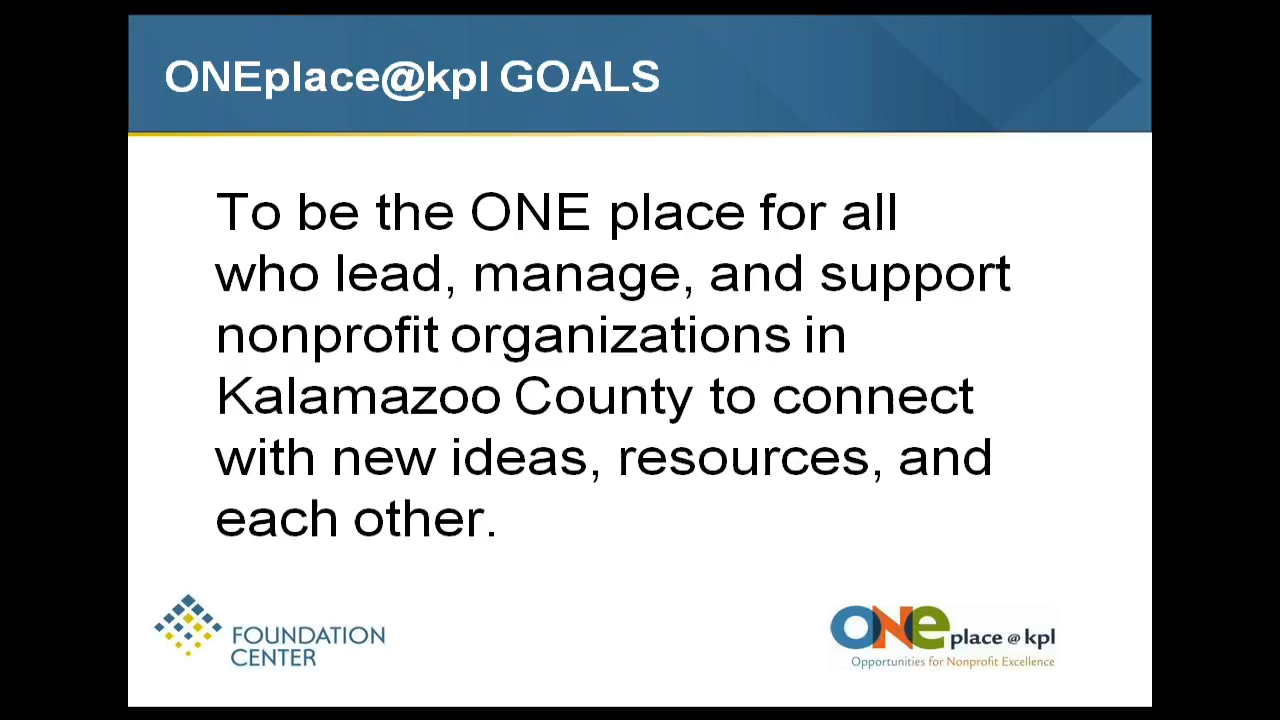 ONEplace@kpl GOALS
To be the ONE place for all
who lead, manage, and support
nonprofit organizations in
Kalamazoo County to connect
with new ideas, resources, and
each other.
FOUNDATION
CENTER
ONE place @ kpl
Opportunities for Nonprofit Excellence